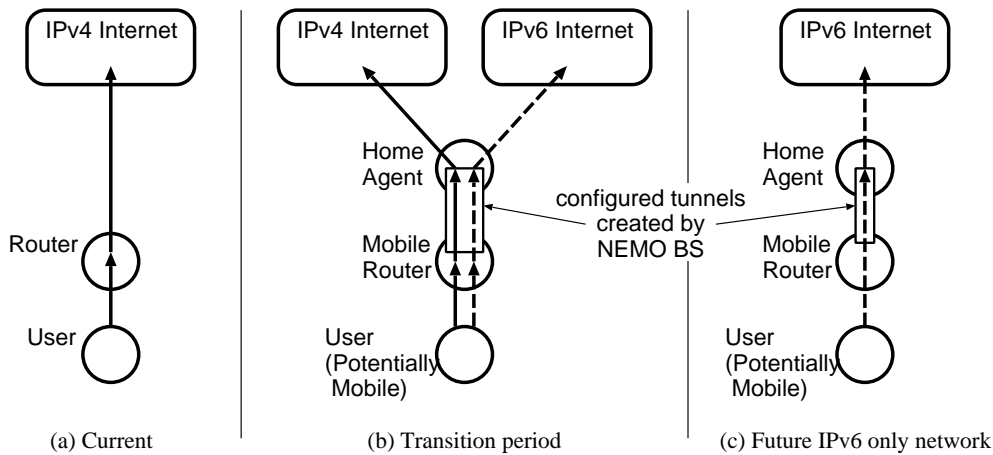 IPv4 Internet
Router
User
(a) Current
IPv4 Internet
IPv6 Internet
Home
Agent
Mobile
Router
User
(Potentially
Mobile)
(b) Transition period
configured tunnels
created by
NEMO BS
IPv6 Internet
Home
Agent
Mobile
Router
User
(Potentially
Mobile)
(c) Future IPv6 only network